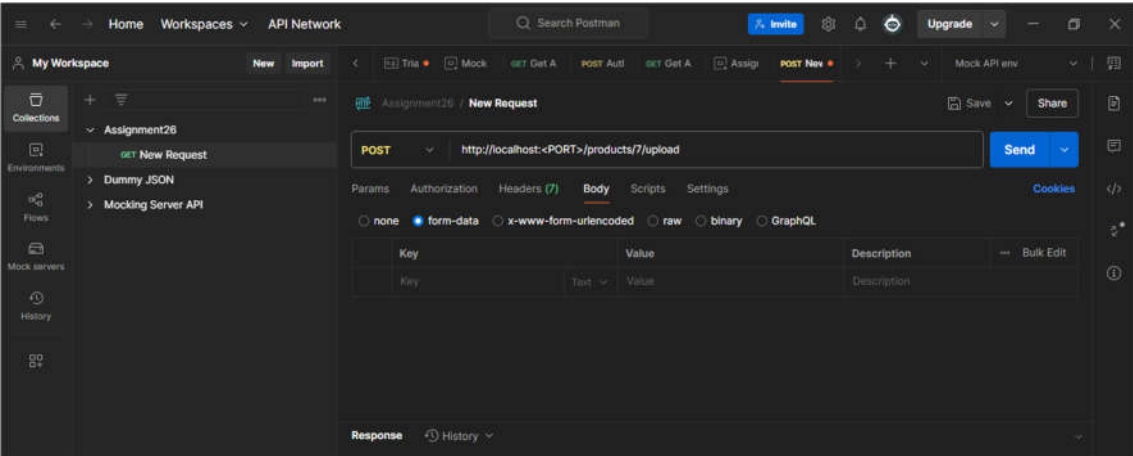 Home Workspaces API Network Search Postman Invite Upgrade
My Workspace New Import Tria Mock GET Get A POST Autl GET Get A Assigr POST Nev Mock API env
Collections
Environments
Flows
Mock servers
History
Assignment26
GET New Request
Dummy JSON
Mocking Server API
HTTP Assignment26 / New Request Save Share
POST http://localhost:<PORT>/products/7/upload Send
Params Authorization Headers (7) Body Scripts Settings Cookies
none form-data x-www-form-urlencoded raw binary GraphQL
Key Value Description Bulk Edit
Key Text Value Description
Response History